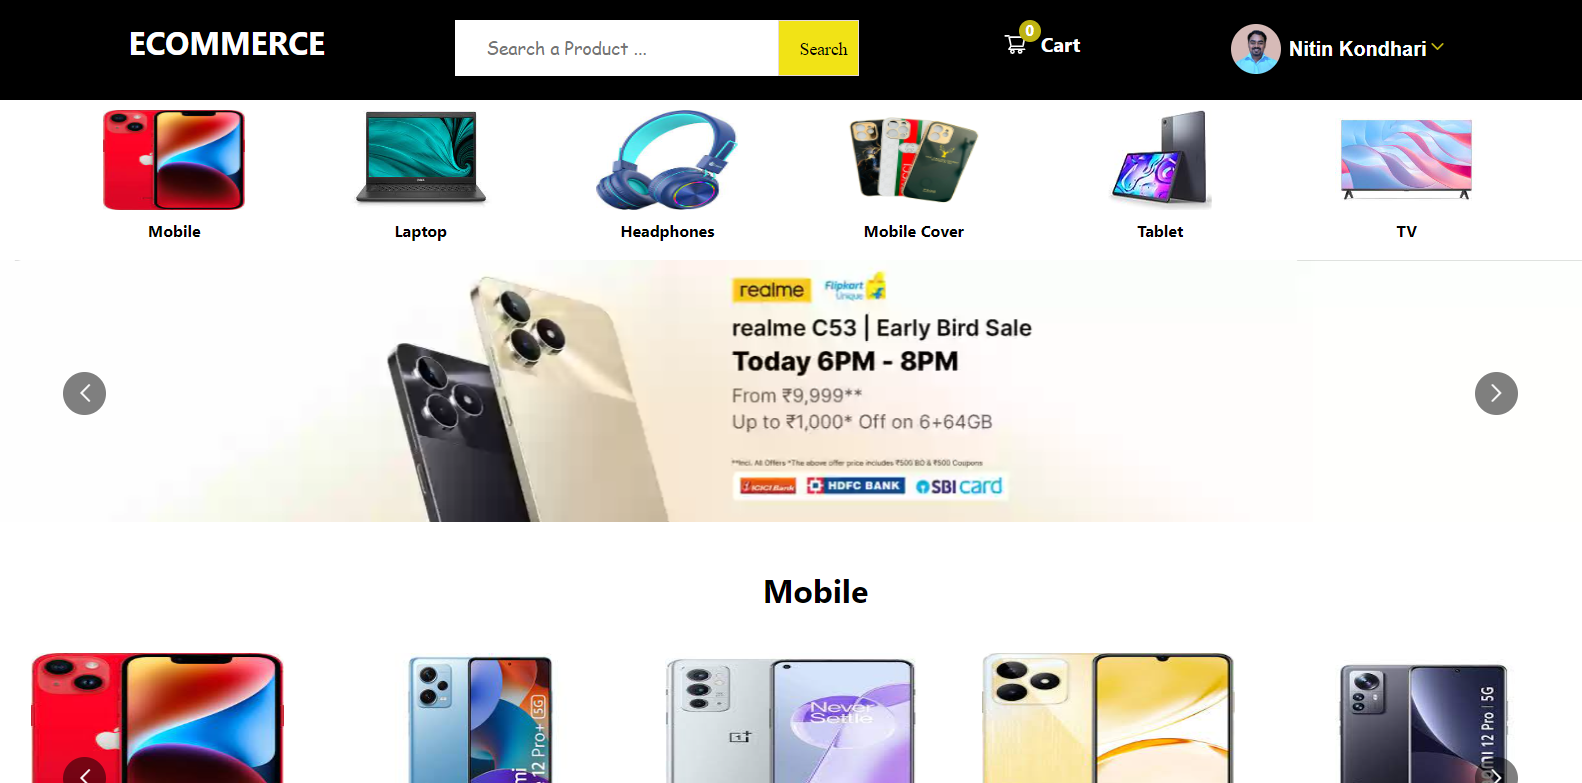 ECOMMERCE
Search a Product ...
Search
0
Cart
Nitin Kondhari
Mobile
Laptop
Headphones
Mobile Cover
Tablet
TV
realme
Flipkart
Unique
realme C53 | Early Bird Sale
Today 6PM - 8PM
From ₹9,999**
Up to ₹1,000* Off on 6+64GB
**Incl. All Offers *The above offer price includes ₹500 BO & ₹500 Coupons
ICICI Bank
HDFC BANK
SBI card
Mobile
12 Pro+ 5G
Never
Settle
12 Pro | 5G